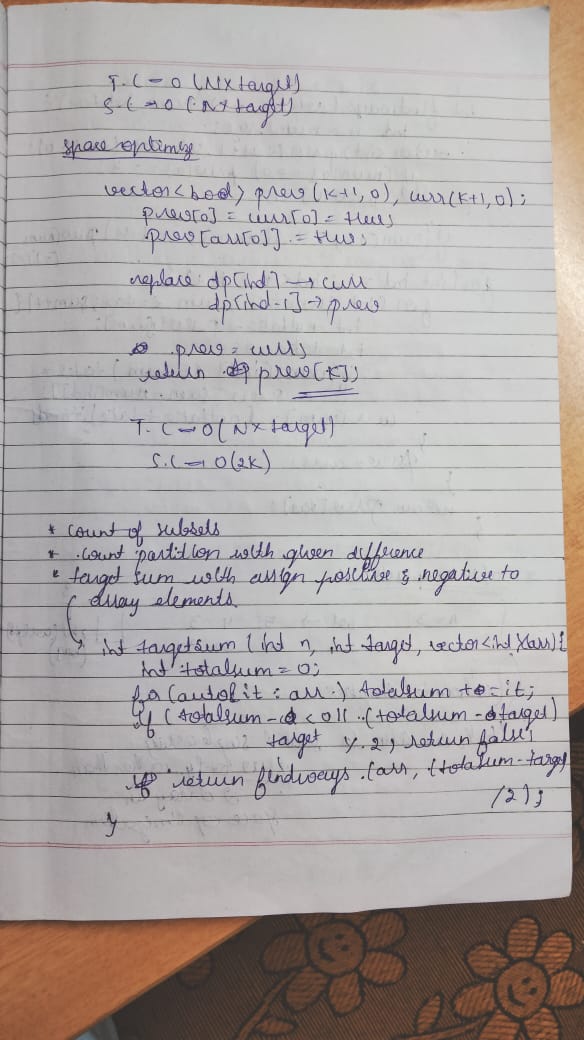 T.C → O (N x target)
S.C → O (N x target)
space optimize
vector<bool> prev (K+1, 0), curr (K+1, 0);
prev[0] = curr[0] = true;
prev [arr[0]] = true;
replace dp[ind] → curr
dp[ind-1] → prev
prev = curr;
return prev[K];
T.C → O( N x target)
S.C → O(2K)
* count of subsets
* count partition with given difference
* target sum with assign positive & negative to
array elements.
→ int targetsum (int n, int target, vector<int>& arr) {
int totalsum = 0;
for (auto &it : arr) totalsum += it;
if (totalsum - target < 0 || (totalsum - target)
% 2) return false;
return findways (arr, (totalsum - target
/2);
}